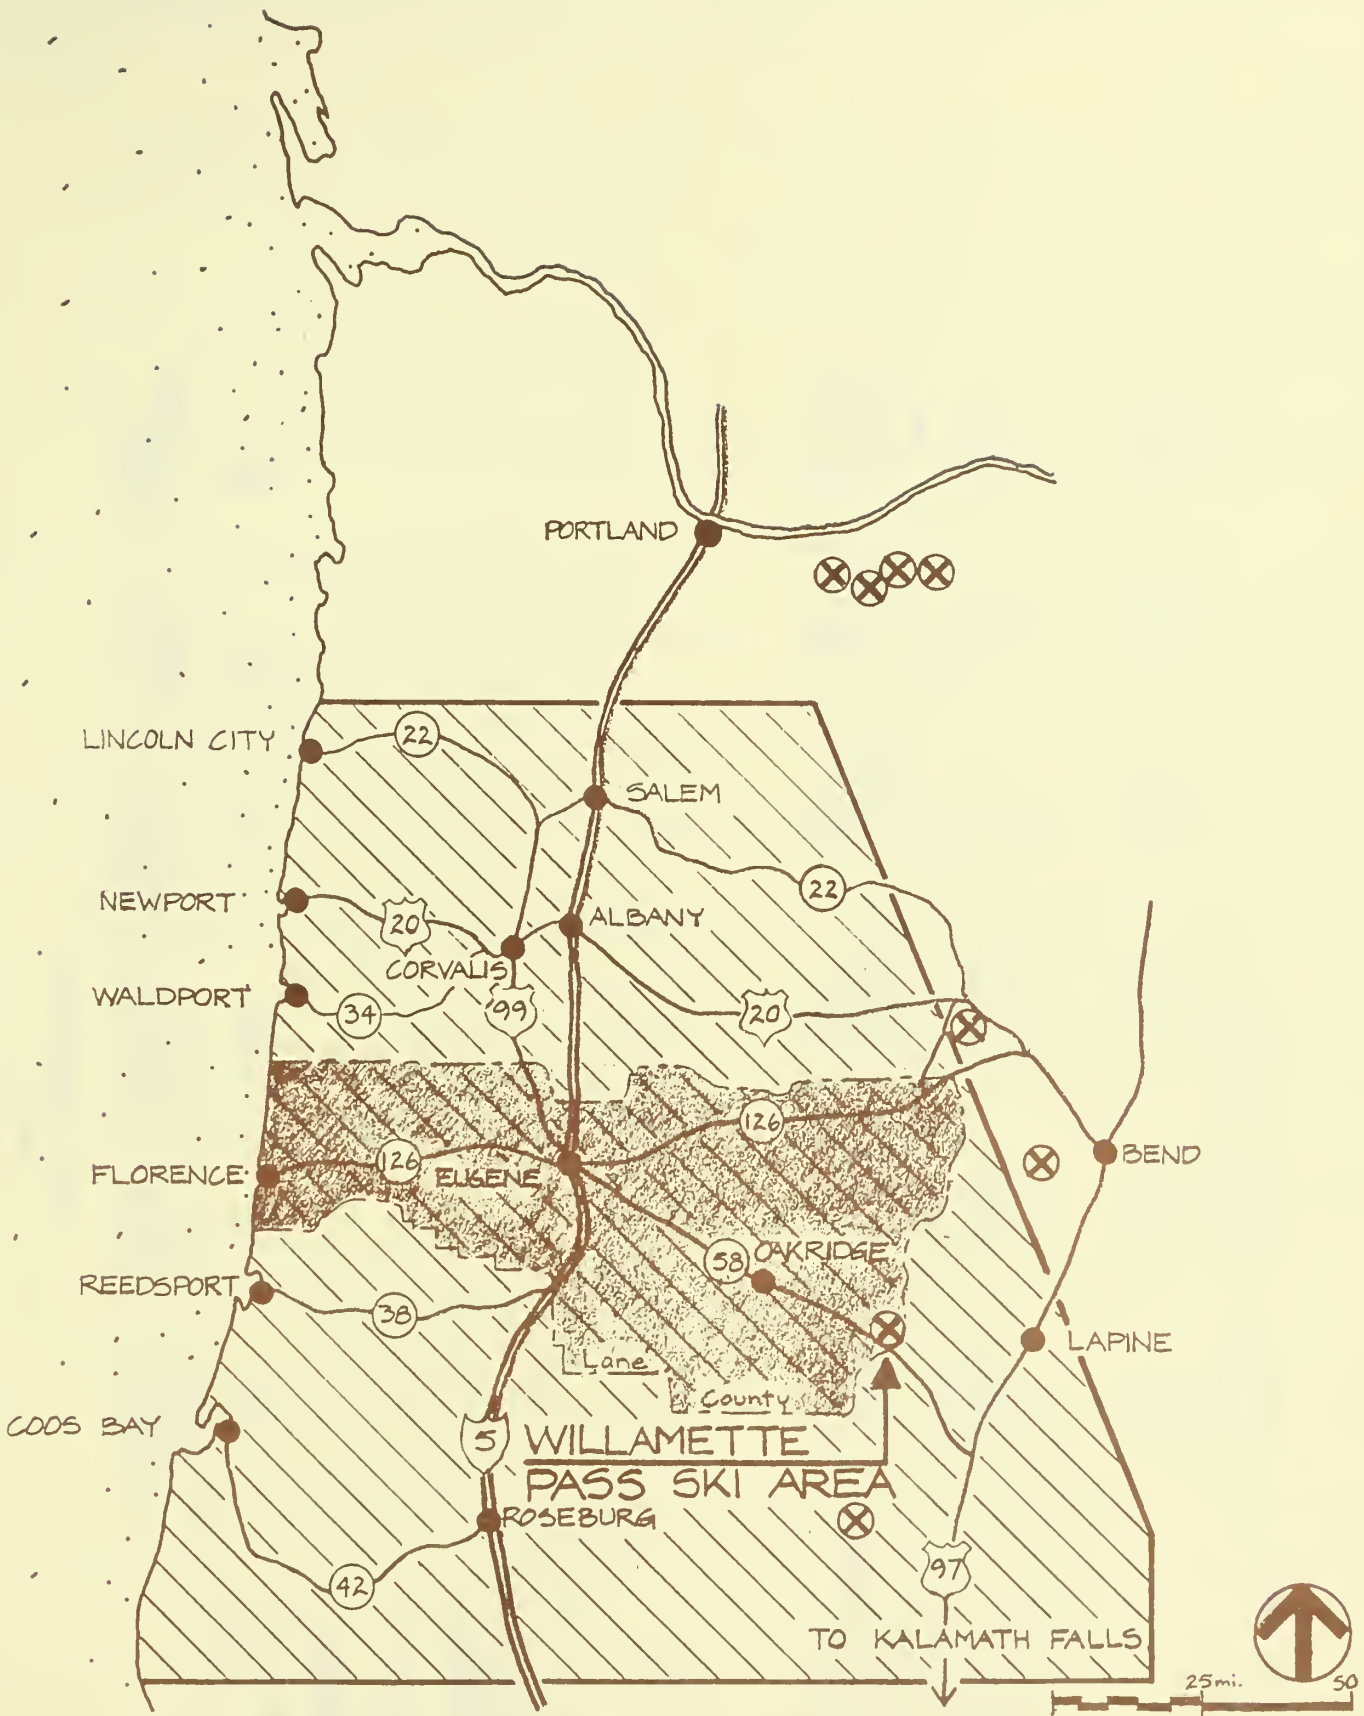 PORTLAND
LINCOLN CITY
22
SALEM
22
NEWPORT
20
ALBANY
CORVALIS
WALDPORT
34
99
20
126
BEND
FLORENCE
126
EUGENE
58
OAKRIDGE
REEDSPORT
38
LAPINE
Lane
County
COOS BAY
5
WILLAMETTE
PASS SKI AREA
ROSEBURG
97
42
TO KALAMATH FALLS
25mi.
50